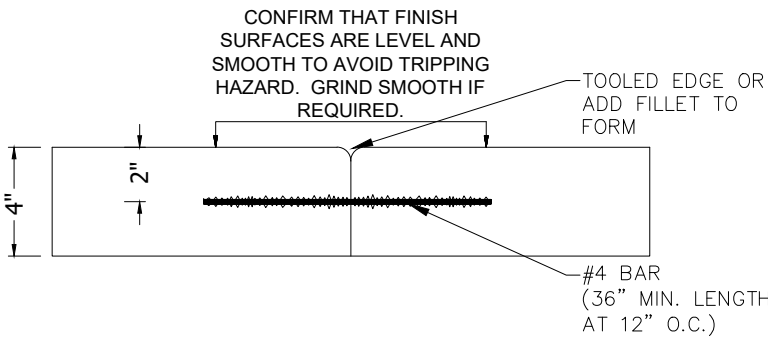 CONFIRM THAT FINISH
SURFACES ARE LEVEL AND
SMOOTH TO AVOID TRIPPING
HAZARD. GRIND SMOOTH IF
REQUIRED.
TOOLED EDGE OR
ADD FILLET TO
FORM
2"
4"
#4 BAR
(36” MIN. LENGTH
AT 12” O.C.)